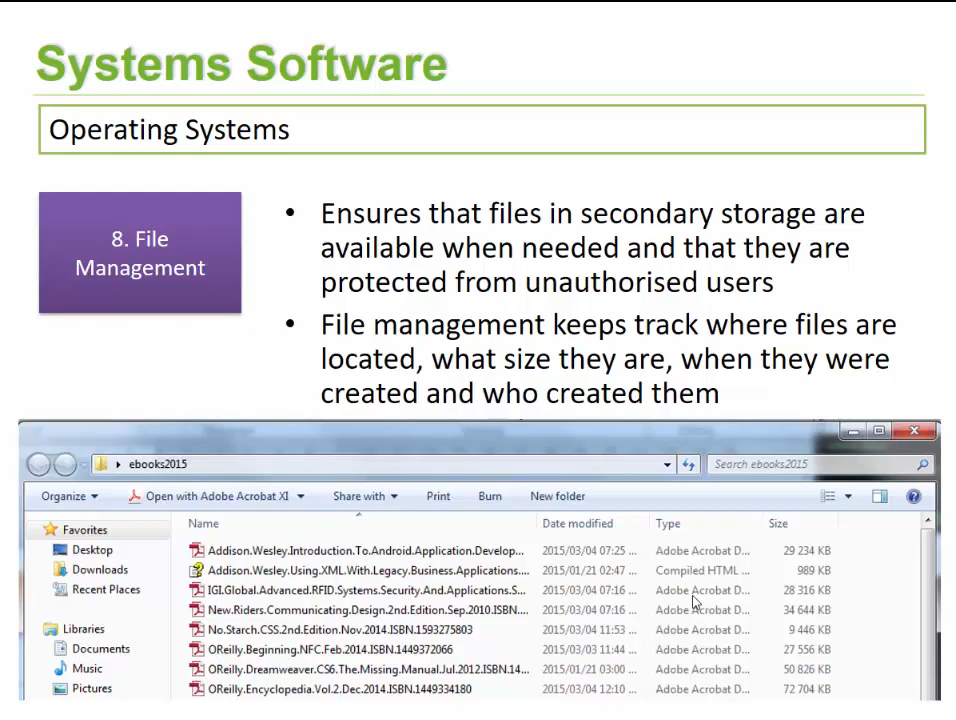 Systems Software
Operating Systems
8. File
Management
• Ensures that files in secondary storage are
available when needed and that they are
protected from unauthorised users
• File management keeps track where files are
located, what size they are, when they were
created and who created them
ebooks2015
Search ebooks2015
Organize Open with Adobe Acrobat XI Share with Print Burn New folder
Favorites
Desktop
Downloads
Recent Places
Libraries
Documents
Music
Pictures
Name Date modified Type Size
Addison.Wesley.Introduction.To.Android.Application.Develop... 2015/03/04 07:25 ... Adobe Acrobat D... 29 234 KB
Addison.Wesley.Using.XML.With.Legacy.Business.Applications.... 2015/01/21 02:47 ... Compiled HTML ... 989 KB
IGI.Global.Advanced.RFID.Systems.Security.And.Applications.S... 2015/03/04 07:16 ... Adobe Acrobat D... 28 316 KB
New.Riders.Communicating.Design.2nd.Edition.Sep.2010.ISBN.... 2015/03/04 07:16 ... Adobe Acrobat D... 34 644 KB
No.Starch.CSS.2nd.Edition.Nov.2014.ISBN.1593275803 2015/03/04 11:53 ... Adobe Acrobat D... 9 446 KB
OReilly.Beginning.NFC.Feb.2014.ISBN.1449372066 2015/03/03 11:44 ... Adobe Acrobat D... 27 556 KB
OReilly.Dreamweaver.CS6.The.Missing.Manual.Jul.2012.ISBN.14... 2015/01/21 03:00 ... Adobe Acrobat D... 50 826 KB
OReilly.Encyclopedia.Vol.2.Dec.2014.ISBN.1449334180 2015/03/04 12:10 ... Adobe Acrobat D... 72 704 KB